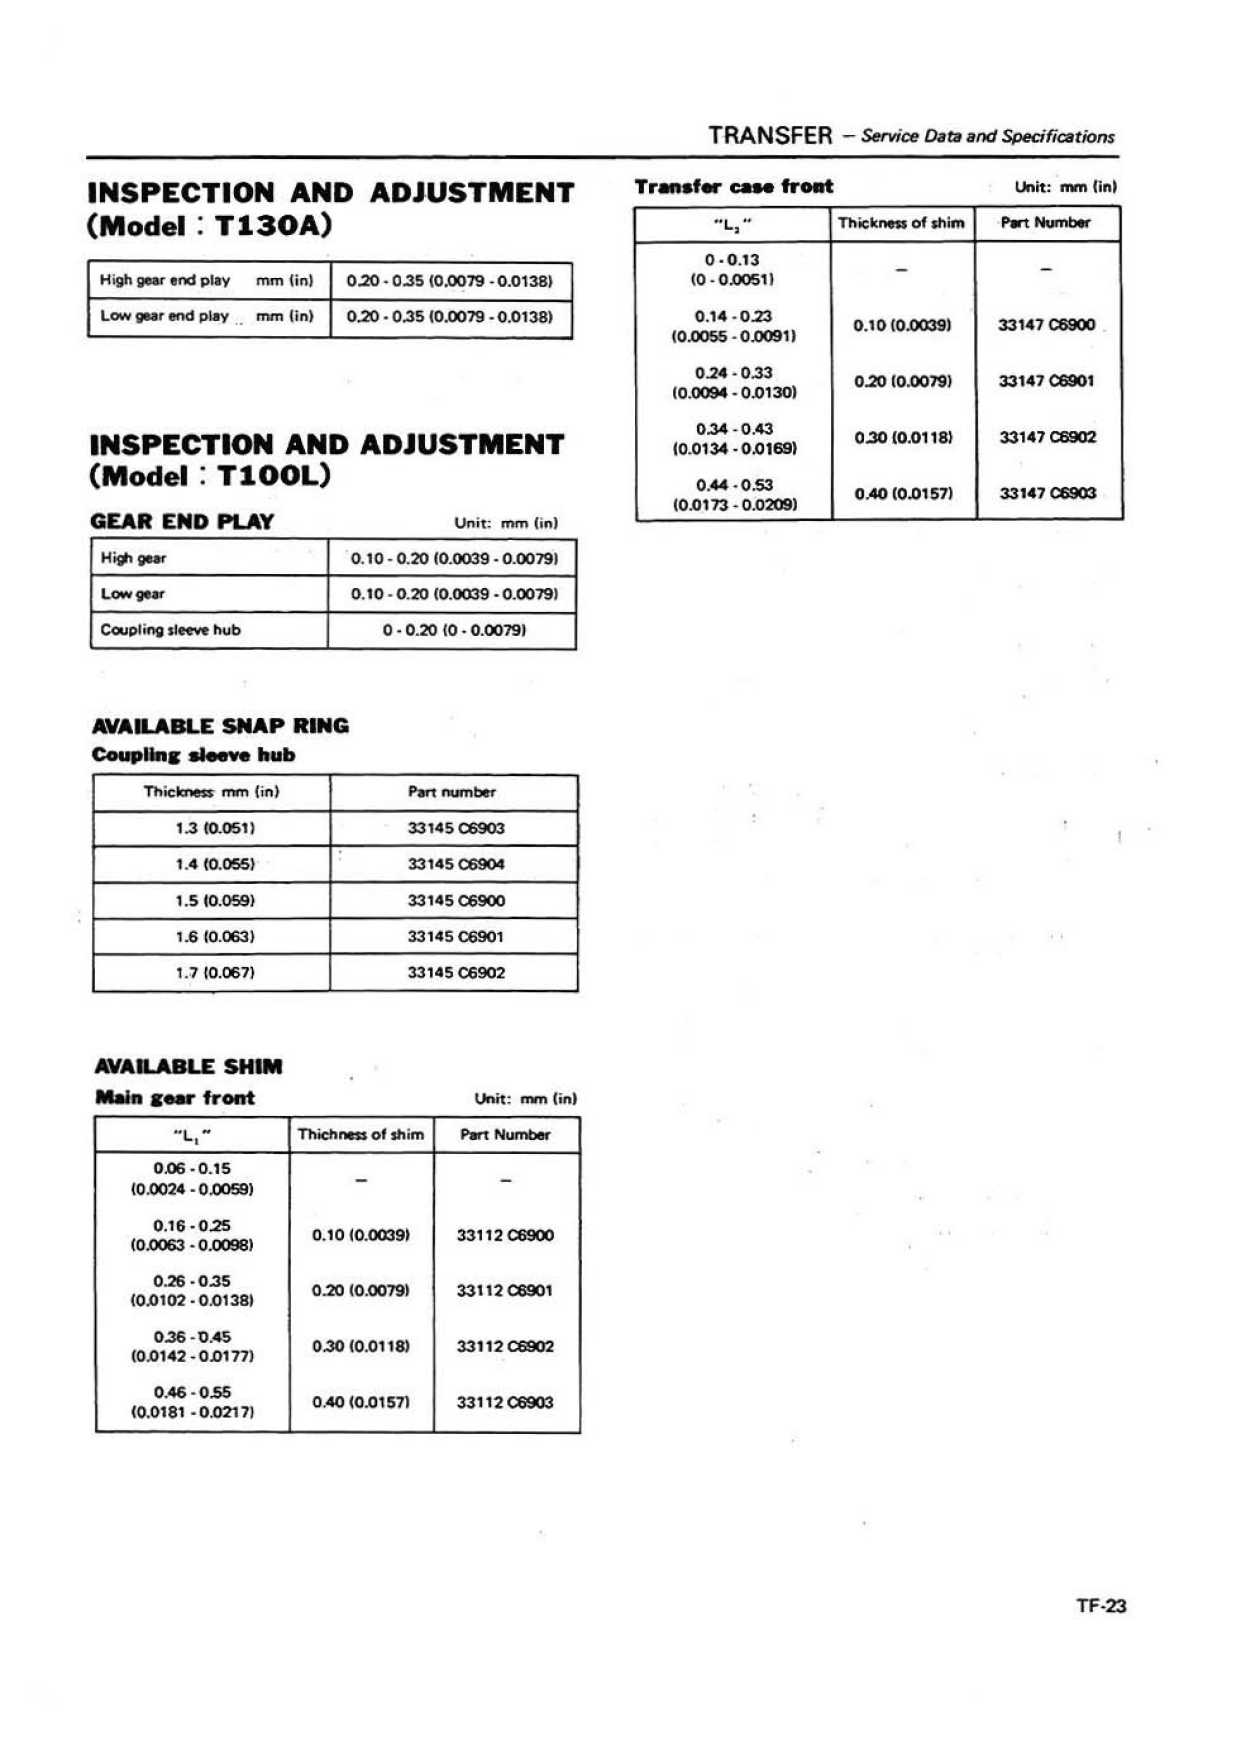 TRANSFER — Service Data and Specifications
INSPECTION AND ADJUSTMENT
(Model : T130A)
High gear end play mm (in) 0.20 - 0.35 (0.0079 - 0.0138)
Low gear end play mm (in) 0.20 - 0.35 (0.0079 - 0.0138)
INSPECTION AND ADJUSTMENT
(Model : T100L)
GEAR END PLAY Unit: mm (in)
High gear 0.10 - 0.20 (0.0039 - 0.0079)
Low gear 0.10 - 0.20 (0.0039 - 0.0079)
Coupling sleeve hub 0 - 0.20 (0 - 0.0079)
AVAILABLE SNAP RING
Coupling sleeve hub
Thickness mm (in) Part number
1.3 (0.051) 33145 C6903
1.4 (0.055) 33145 C6904
1.5 (0.059) 33145 C6900
1.6 (0.063) 33145 C6901
1.7 (0.067) 33145 C6902
AVAILABLE SHIM
Main gear front Unit: mm (in)
"L₁" Thichness of shim Part Number
0.06 - 0.15
(0.0024 - 0.0059) — —
0.16 - 0.25
(0.0063 - 0.0098) 0.10 (0.0039) 33112 C6900
0.26 - 0.35
(0.0102 - 0.0138) 0.20 (0.0079) 33112 C6901
0.36 - 0.45
(0.0142 - 0.0177) 0.30 (0.0118) 33112 C6902
0.46 - 0.55
(0.0181 - 0.0217) 0.40 (0.0157) 33112 C6903
Transfer case front Unit: mm (in)
"L₂" Thickness of shim Part Number
0 - 0.13
(0 - 0.0051) — —
0.14 - 0.23
(0.0055 - 0.0091) 0.10 (0.0039) 33147 C6900
0.24 - 0.33
(0.0094 - 0.0130) 0.20 (0.0079) 33147 C6901
0.34 - 0.43
(0.0134 - 0.0169) 0.30 (0.0118) 33147 C6902
0.44 - 0.53
(0.0173 - 0.0209) 0.40 (0.0157) 33147 C6903
TF-23